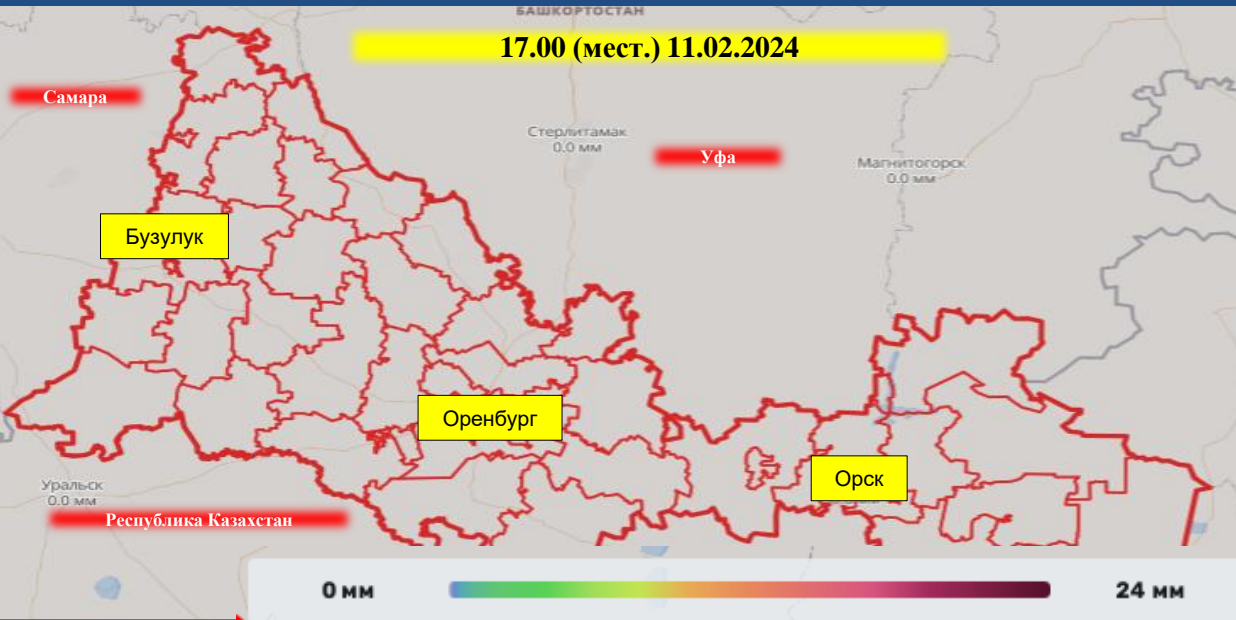 БАШКОРТОСТАН
17.00 (мест.) 11.02.2024
Самара
Стерлитамак
0.0 мм
Уфа
Магнитогорск
0.0 мм
Бузулук
Оренбург
Орск
Уральск
0.0 мм
Республика Казахстан
0 мм
24 мм